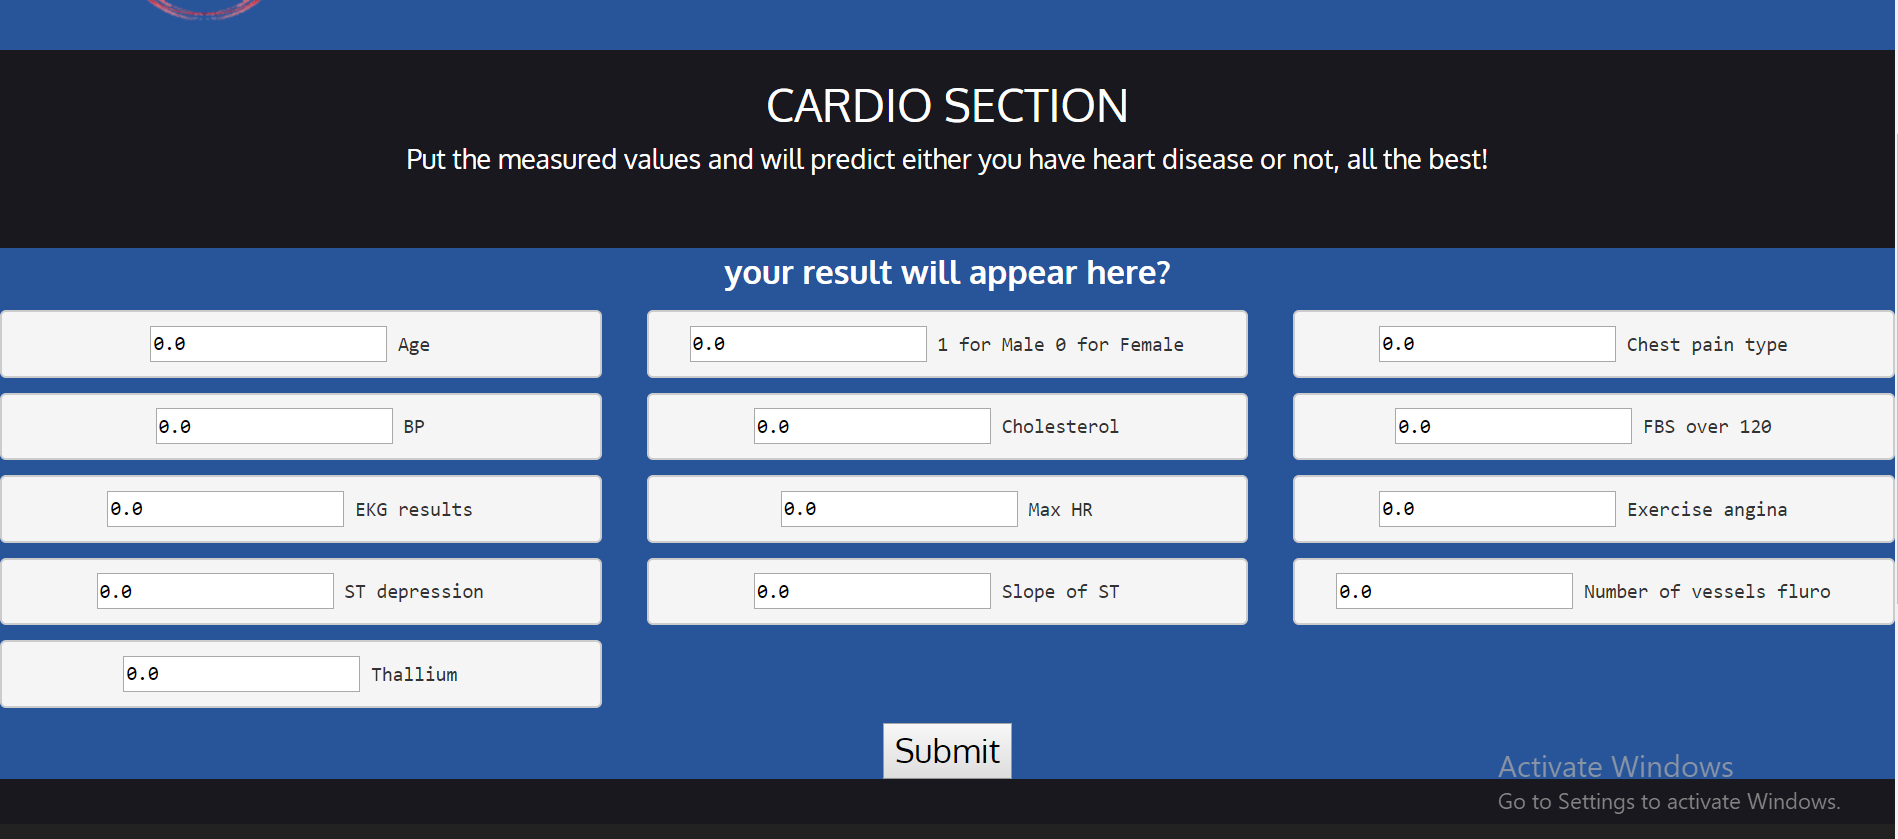 CARDIO SECTION
Put the measured values and will predict either you have heart disease or not, all the best!
your result will appear here?
0.0 Age
0.0 1 for Male 0 for Female
0.0 Chest pain type
0.0 BP
0.0 Cholesterol
0.0 FBS over 120
0.0 EKG results
0.0 Max HR
0.0 Exercise angina
0.0 ST depression
0.0 Slope of ST
0.0 Number of vessels fluro
0.0 Thallium
Submit
Activate Windows
Go to Settings to activate Windows.